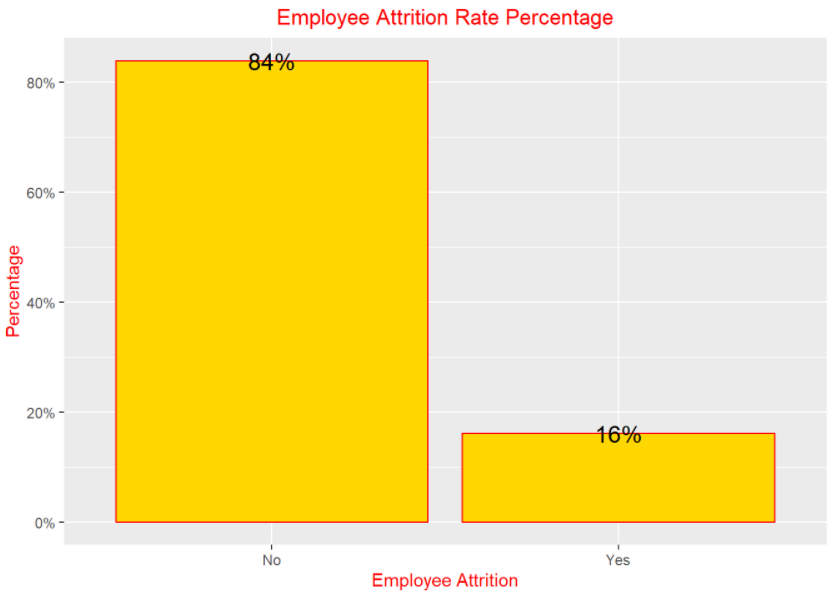 Employee Attrition Rate Percentage
84%
80%
60%
40%
20%
16%
0%
Percentage
No
Yes
Employee Attrition